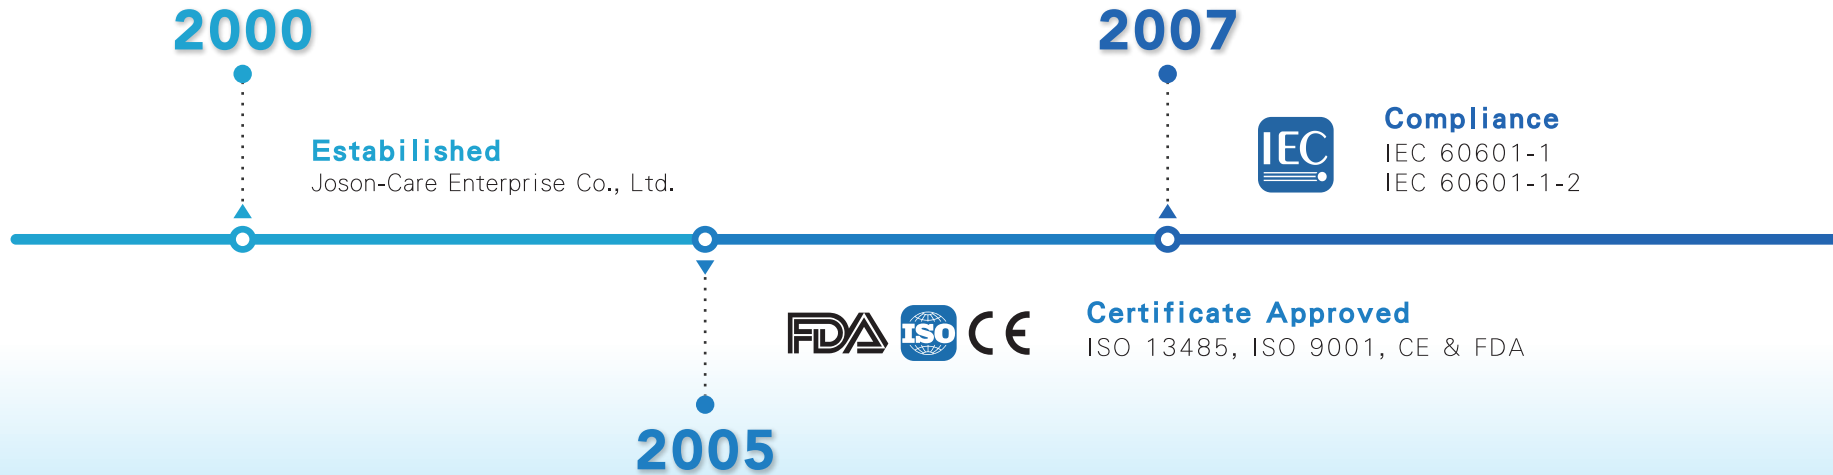 2000
Estabilished
Joson-Care Enterprise Co., Ltd.
2007
IEC
Compliance
IEC 60601-1
IEC 60601-1-2
FDA ISO CE
Certificate Approved
ISO 13485, ISO 9001, CE & FDA
2005